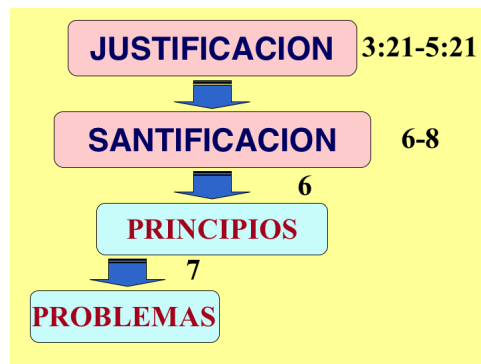 JUSTIFICACION 3:21-5:21
SANTIFICACION 6-8
6
PRINCIPIOS
7
PROBLEMAS